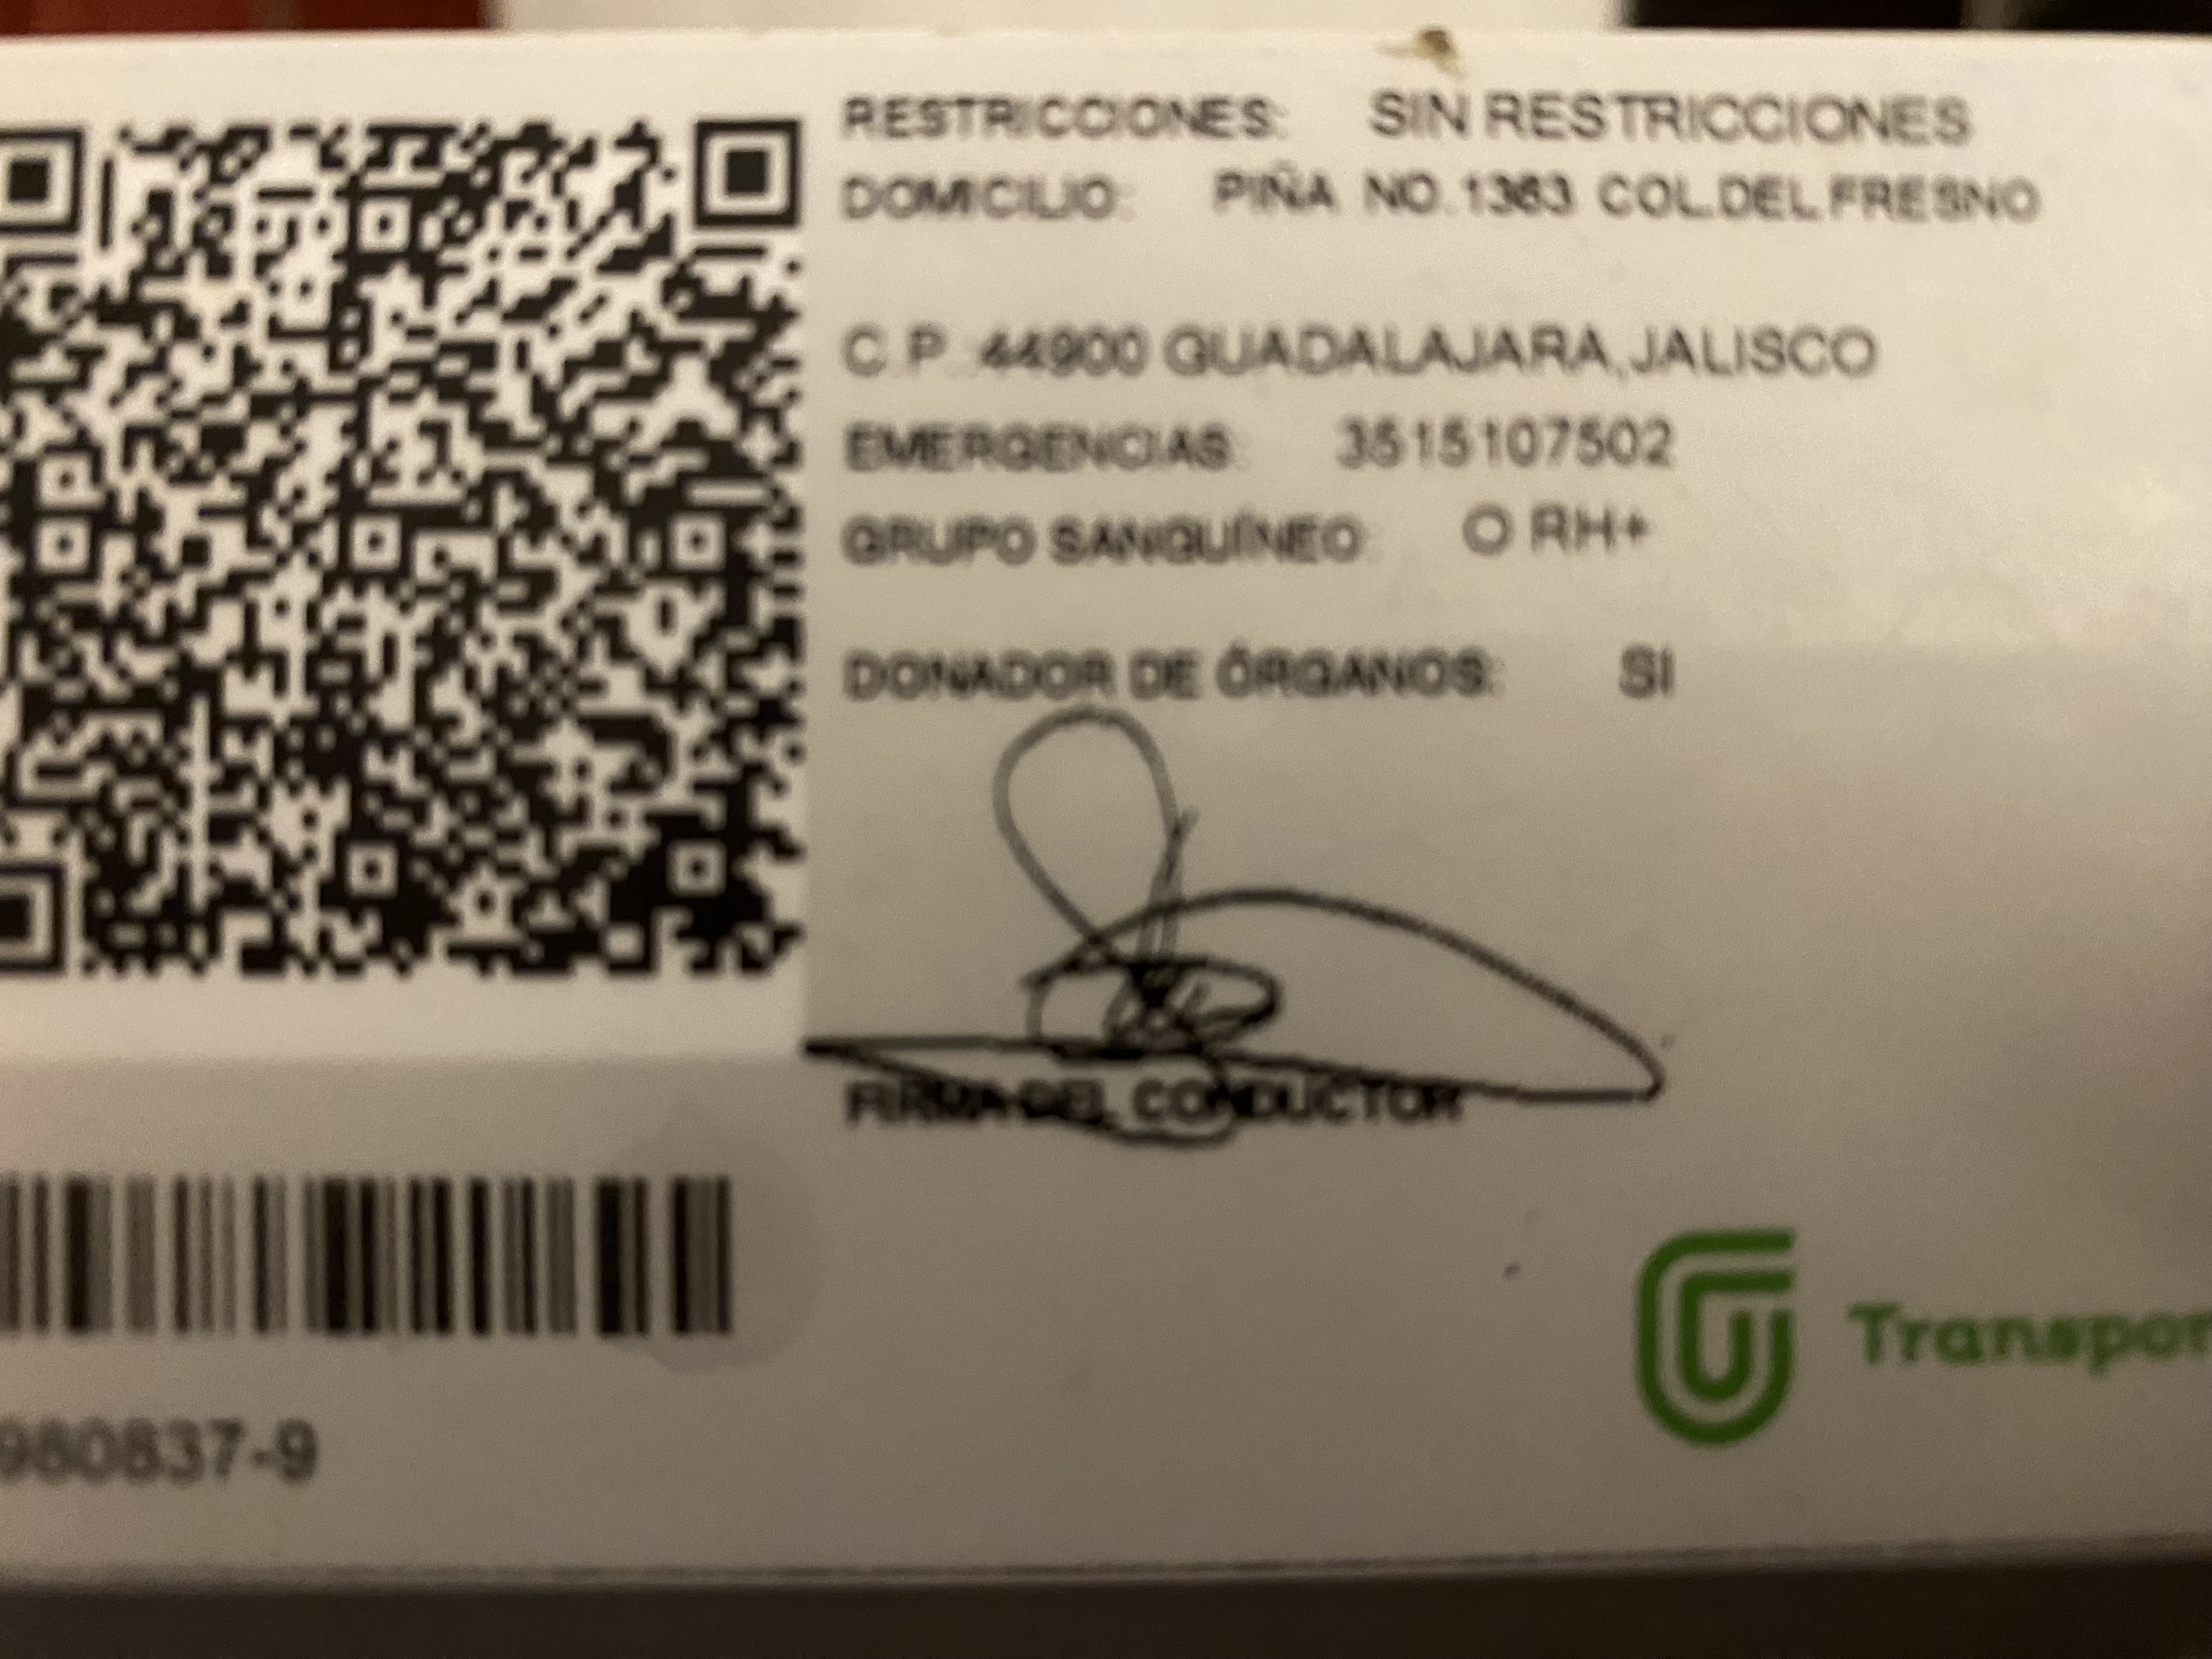 RESTRICCIONES: SIN RESTRICCIONES
DOMICILIO: PIÑA NO.1363 COL.DEL FRESNO
C.P.:44900 GUADALAJARA,JALISCO
EMERGENCIAS: 3515107502
GRUPO SANGUÍNEO: O RH+
DONADOR DE ÓRGANOS: SI
FIRMA DEL CONDUCTOR
980837-9
Transpor